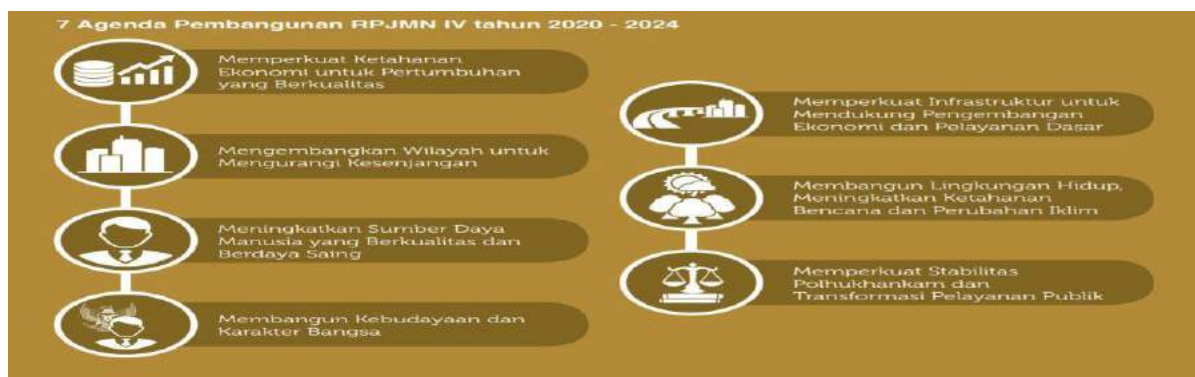 7 Agenda Pembangunan RPJMN IV tahun 2020 - 2024
Memperkuat Ketahanan
Ekonomi untuk Pertumbuhan
yang Berkualitas
Mengembangkan Wilayah untuk
Mengurangi Kesenjangan
Meningkatkan Sumber Daya
Manusia yang Berkualitas dan
Berdaya Saing
Membangun Kebudayaan dan
Karakter Bangsa
Memperkuat Infrastruktur untuk
Mendukung Pengembangan
Ekonomi dan Pelayanan Dasar
Membangun Lingkungan Hidup,
Meningkatkan Ketahanan
Bencana dan Perubahan Iklim
Memperkuat Stabilitas
Polhukhankam dan
Transformasi Pelayanan Publik